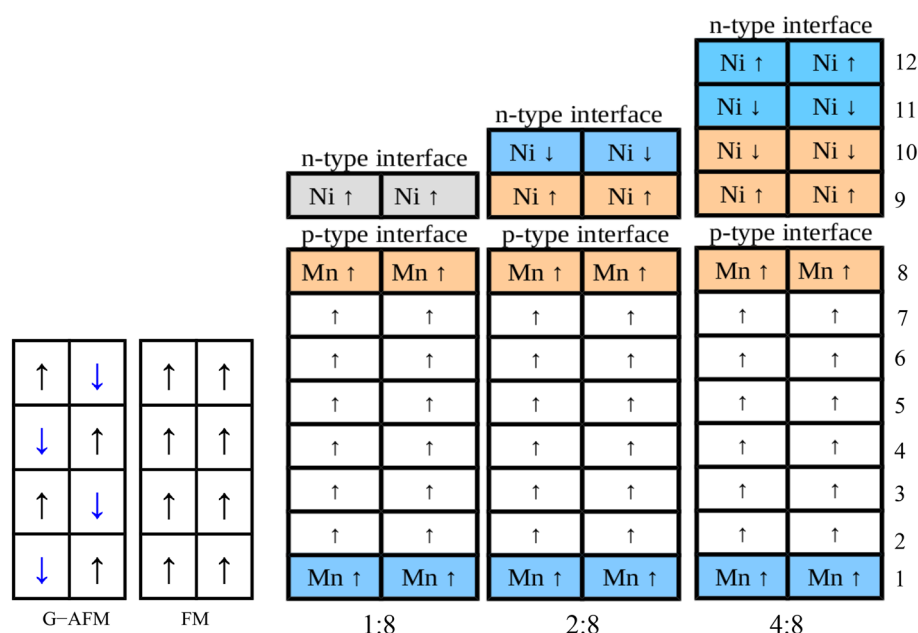 n-type interface
Ni ↑ Ni ↑ 12
Ni ↓ Ni ↓ 11
n-type interface
Ni ↓ Ni ↓ Ni ↓ Ni ↓ 10
n-type interface
Ni ↑ Ni ↑ Ni ↑ Ni ↑ Ni ↑ Ni ↑ 9
p-type interface p-type interface p-type interface
Mn ↑ Mn ↑ Mn ↑ Mn ↑ Mn ↑ Mn ↑ 8
↑ ↑ ↑ ↑ ↑ ↑ 7
↑ ↓ ↑ ↑ ↑ ↑ ↑ ↑ ↑ ↑ 6
↑ ↑ ↑ ↑ ↑ ↑ 5
↓ ↑ ↑ ↑ ↑ ↑ ↑ ↑ ↑ ↑ 4
↑ ↓ ↑ ↑ ↑ ↑ ↑ ↑ ↑ ↑ 3
↑ ↑ ↑ ↑ ↑ ↑ 2
↓ ↑ ↑ ↑ Mn ↑ Mn ↑ Mn ↑ Mn ↑ Mn ↑ Mn ↑ 1
G−AFM FM 1:8 2:8 4:8